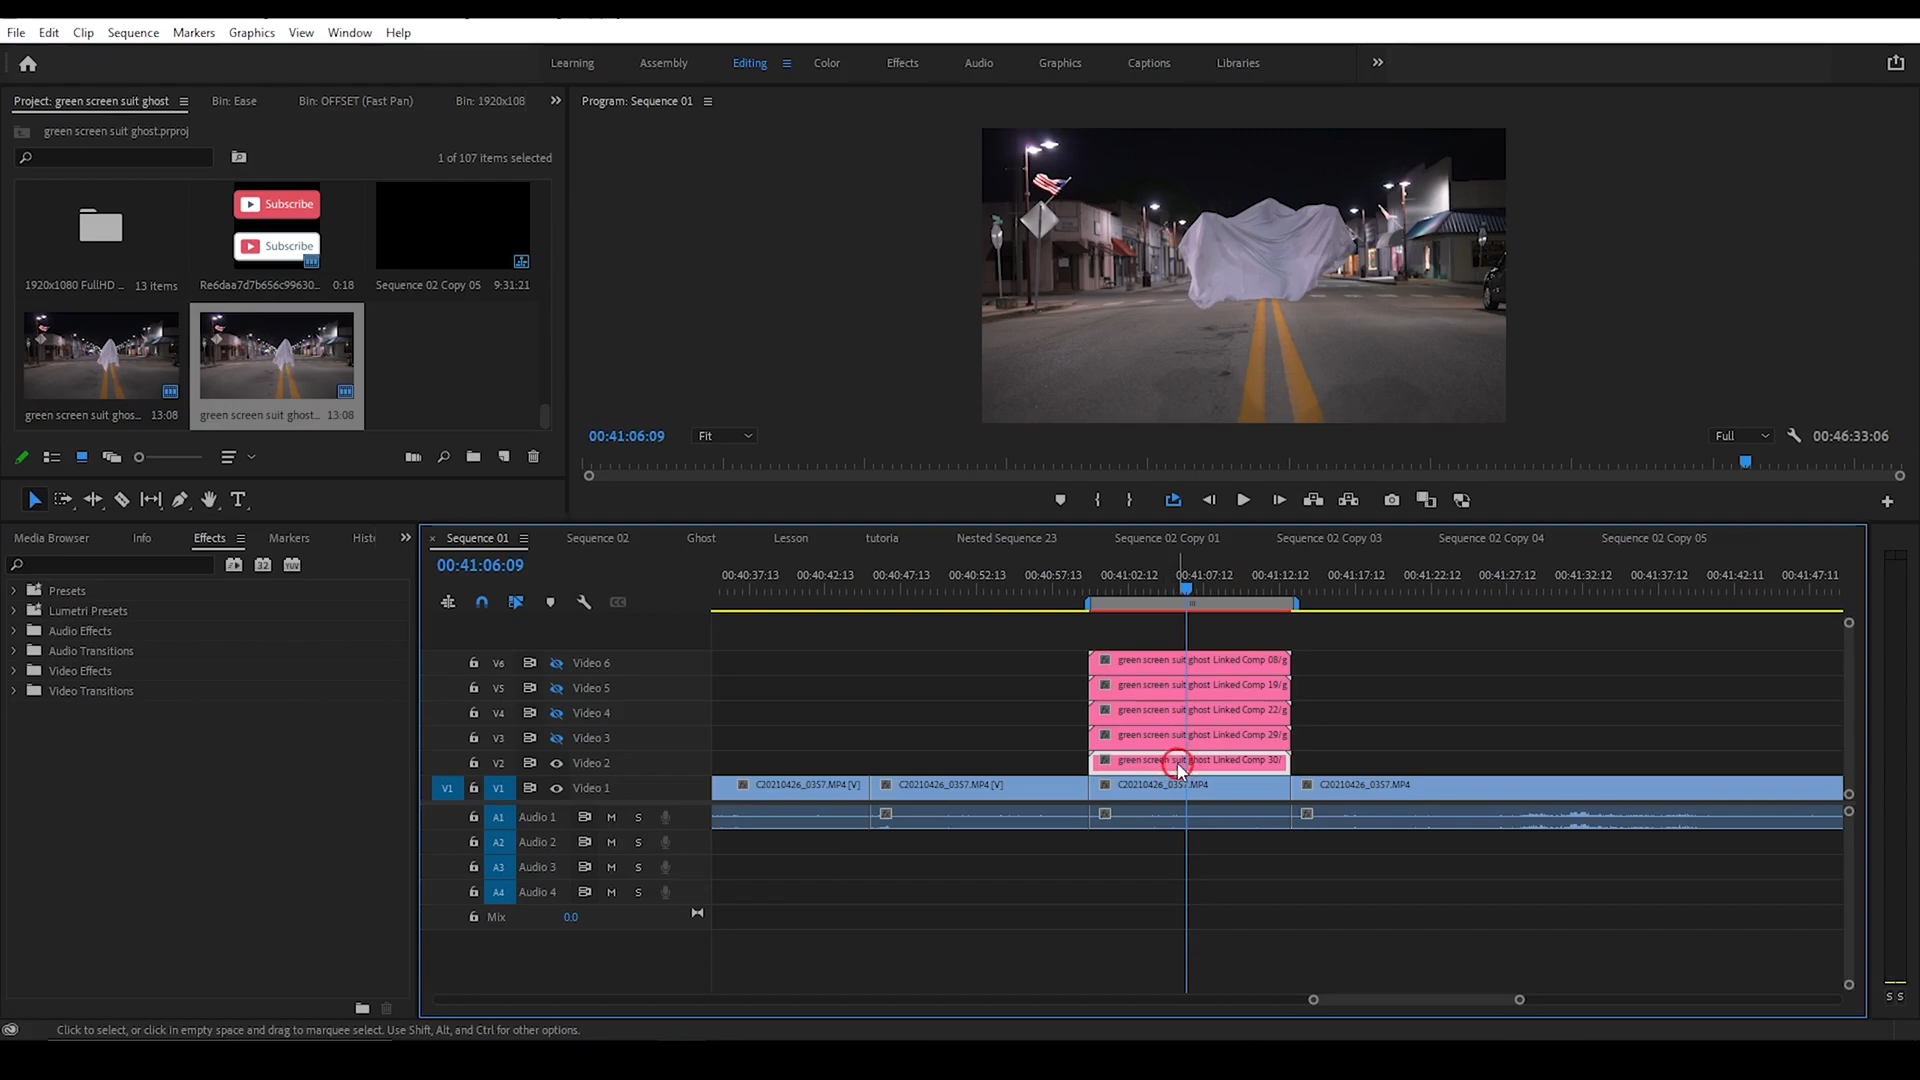 File Edit Clip Sequence Markers Graphics View Window Help
Learning Assembly Editing Color Effects Audio Graphics Captions Libraries
Project: green screen suit ghost Bin: Ease Bin: OFFSET (Fast Pan) Bin: 1920x108
Program: Sequence 01
green screen suit ghost.prproj
1 of 107 items selected
Subscribe
Subscribe
1920x1080 FullHD ... 13 items Re6daa7d7b656c99630... 0:18 Sequence 02 Copy 05 9:31:21
green screen suit ghos... 13:08 green screen suit ghost... 13:08
00:41:06:09 Fit Full 00:46:33:06
Media Browser Info Effects Markers Hist
Sequence 01 Sequence 02 Ghost Lesson tutoria Nested Sequence 23 Sequence 02 Copy 01 Sequence 02 Copy 03 Sequence 02 Copy 04 Sequence 02 Copy 05
00:41:06:09
32 YUV
00:40:37:13 00:40:42:13 00:40:47:13 00:40:52:13 00:40:57:13 00:41:02:12 00:41:07:12 00:41:12:12 00:41:17:12 00:41:22:12 00:41:27:12 00:41:32:12 00:41:37:12 00:41:42:11 00:41:47:11
CC
Presets
Lumetri Presets
Audio Effects
Audio Transitions
Video Effects
Video Transitions
V6 Video 6 fx green screen suit ghost Linked Comp 08/g
V5 Video 5 fx green screen suit ghost Linked Comp 19/g
V4 Video 4 fx green screen suit ghost Linked Comp 22/g
V3 Video 3 fx green screen suit ghost Linked Comp 29/g
V2 Video 2 fx green screen suit ghost Linked Comp 30/
V1 V1 Video 1 fx C20210426_0357.MP4 [V] fx C20210426_0357.MP4 [V] fx C20210426_0357.MP4 fx C20210426_0357.MP4
A1 Audio 1 M S
A2 Audio 2 M S
A3 Audio 3 M S
A4 Audio 4 M S
Mix 0.0
S S
Click to select, or click in empty space and drag to marquee select. Use Shift, Alt, and Ctrl for other options.